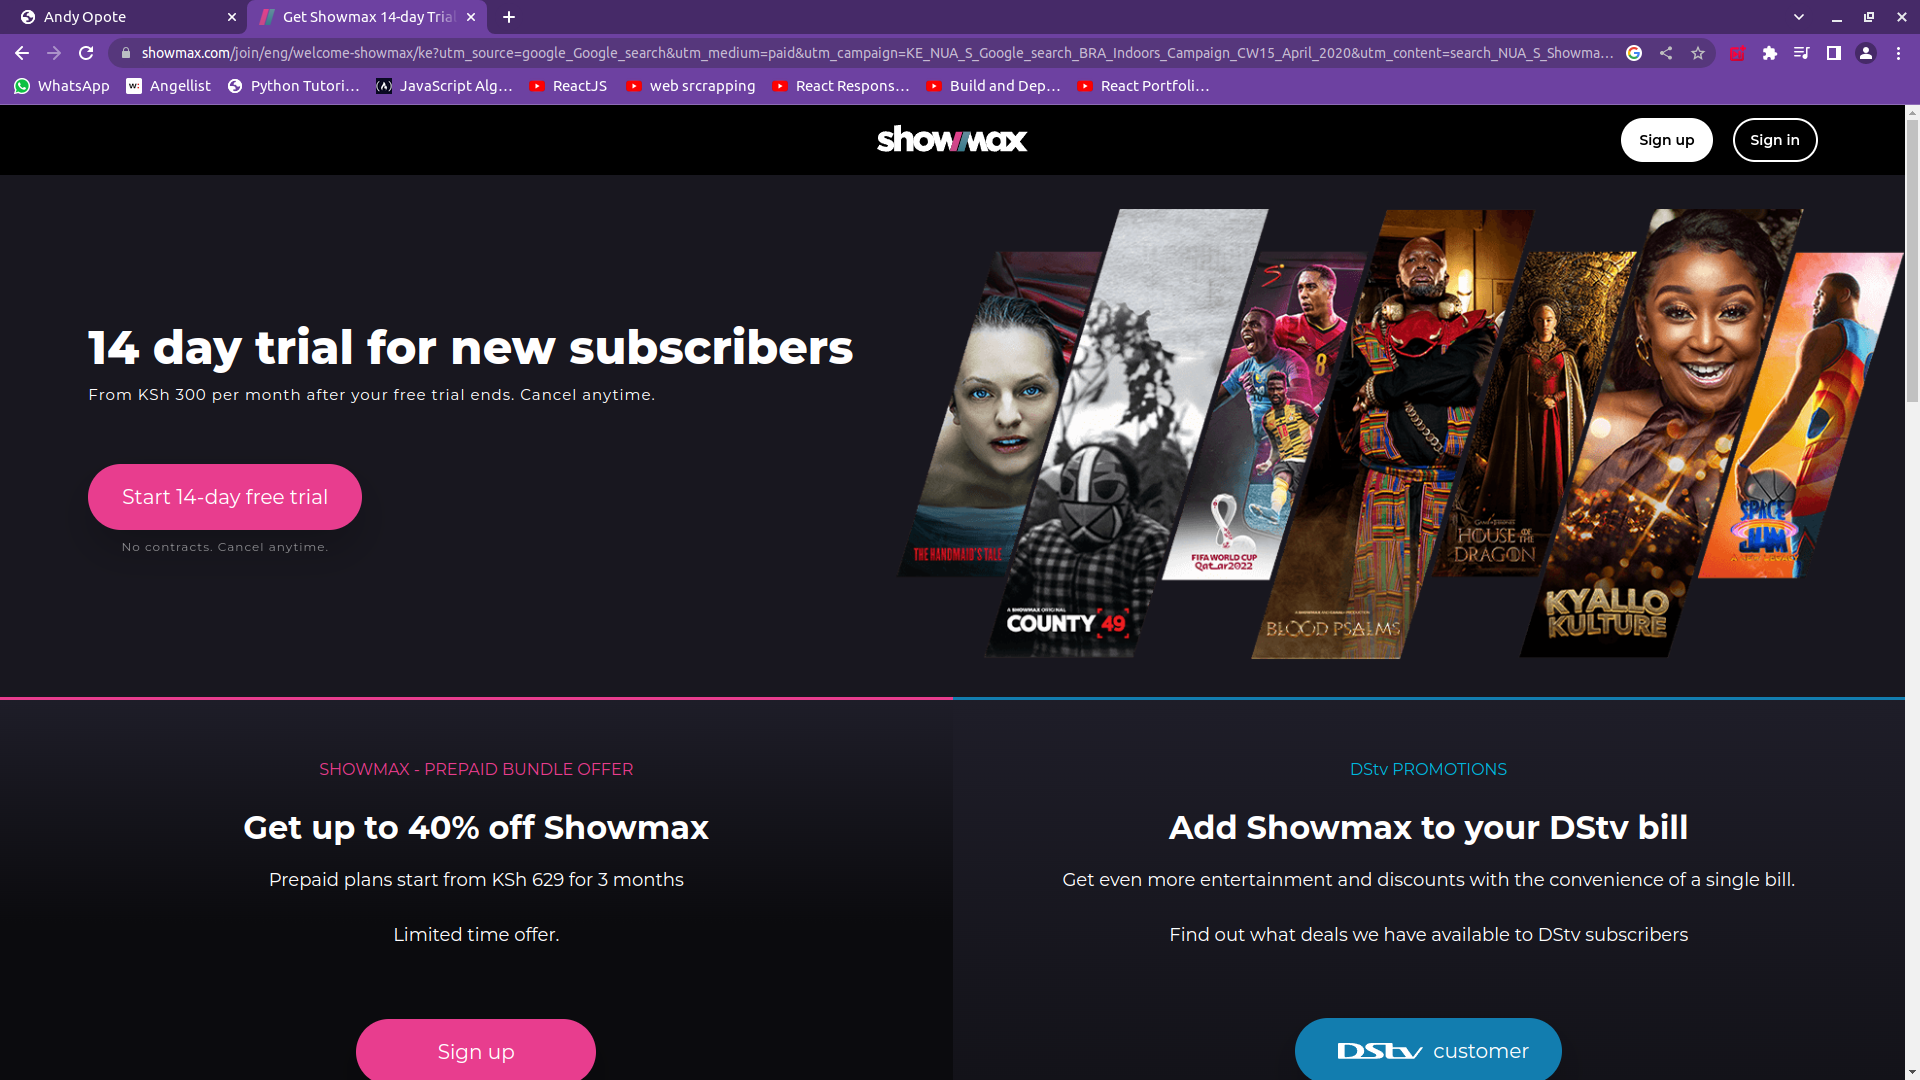 Andy Opote
Get Showmax 14-day Tria
showmax.com/join/eng/welcome-showmax/ke?utm_source=google_Google_search&utm_medium=paid&utm_campaign=KE_NUA_S_Google_search_BRA_Indoors_Campaign_CW15_April_2020&utm_content=search_NUA_S_Showma...
WhatsApp
w: Angellist
Python Tutori...
JavaScript Alg...
ReactJS
web srcrapping
React Respons...
Build and Dep...
React Portfoli...
showmax
Sign up
Sign in
14 day trial for new subscribers
From KSh 300 per month after your free trial ends. Cancel anytime.
Start 14-day free trial
No contracts. Cancel anytime.
THE HANDMAID'S TALE
A SHOWMAX ORIGINAL
COUNTY 49
8
FIFA WORLD CUP
Qatar2022
BLOOD PSALMS
HOUSE OF THE
DRAGON
KYALLO
KULTURE
SPACE
JAM
A NEW LEGACY
SHOWMAX - PREPAID BUNDLE OFFER
Get up to 40% off Showmax
Prepaid plans start from KSh 629 for 3 months
Limited time offer.
Sign up
DStv PROMOTIONS
Add Showmax to your DStv bill
Get even more entertainment and discounts with the convenience of a single bill.
Find out what deals we have available to DStv subscribers
DStv customer